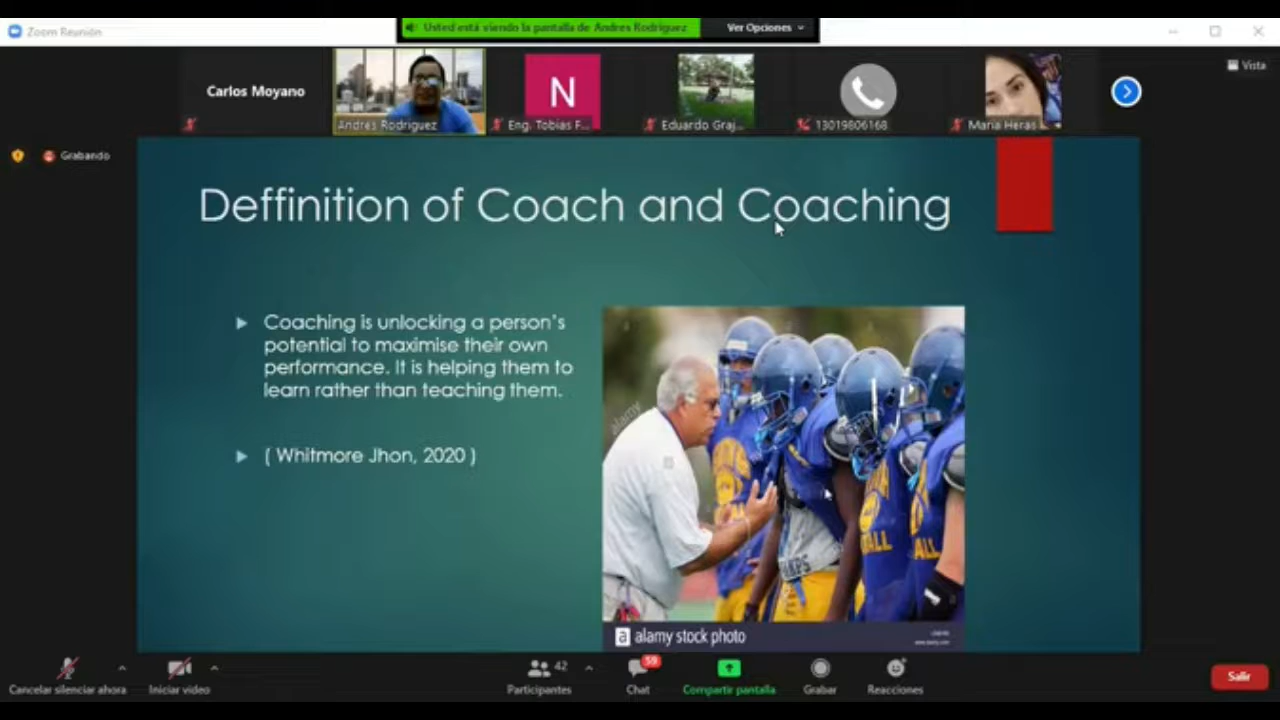 Zoom Reunión
Usted está viendo la pantalla de Andres Rodriguez
Ver Opciones
Vista
Carlos Moyano
N
Andres Rodriguez
Eng. Tobias F...
Eduardo Graj...
13019806168
Maria Heras
Grabando
Deffinition of Coach and Coaching
Coaching is unlocking a person's
potential to maximise their own
performance. It is helping them to
learn rather than teaching them.
( Whitmore Jhon, 2020 )
alamy
a alamy stock photo
Cancelar silenciar ahora
Iniciar video
42
Participantes
59
Chat
Compartir pantalla
Grabar
Reacciones
Salir